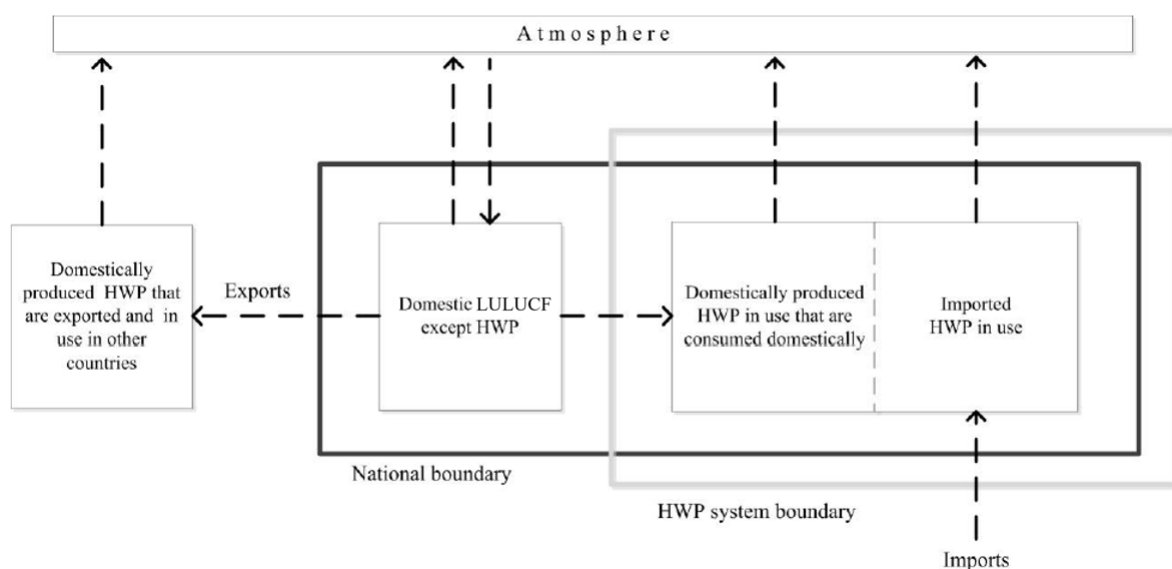 Atmosphere
Domestically
produced HWP that
are exported and in
use in other
countries
Exports
Domestic LULUCF
except HWP
Domestically produced
HWP in use that are
consumed domestically
Imported
HWP in use
National boundary
HWP system boundary
Imports